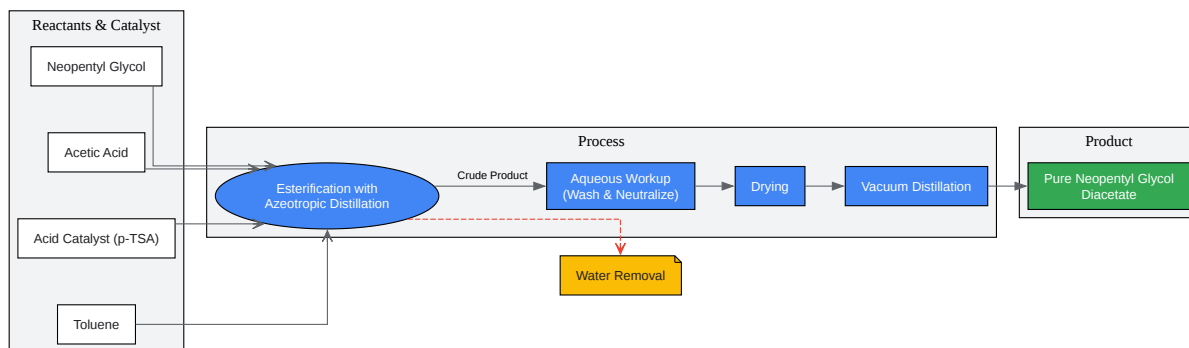 Reactants & Catalyst
Neopentyl Glycol
Acetic Acid
Acid Catalyst (p-TSA)
Toluene
Process
Esterification with
Azeotropic Distillation
Crude Product
Aqueous Workup
(Wash & Neutralize)
Drying
Vacuum Distillation
Water Removal
Product
Pure Neopentyl Glycol
Diacetate